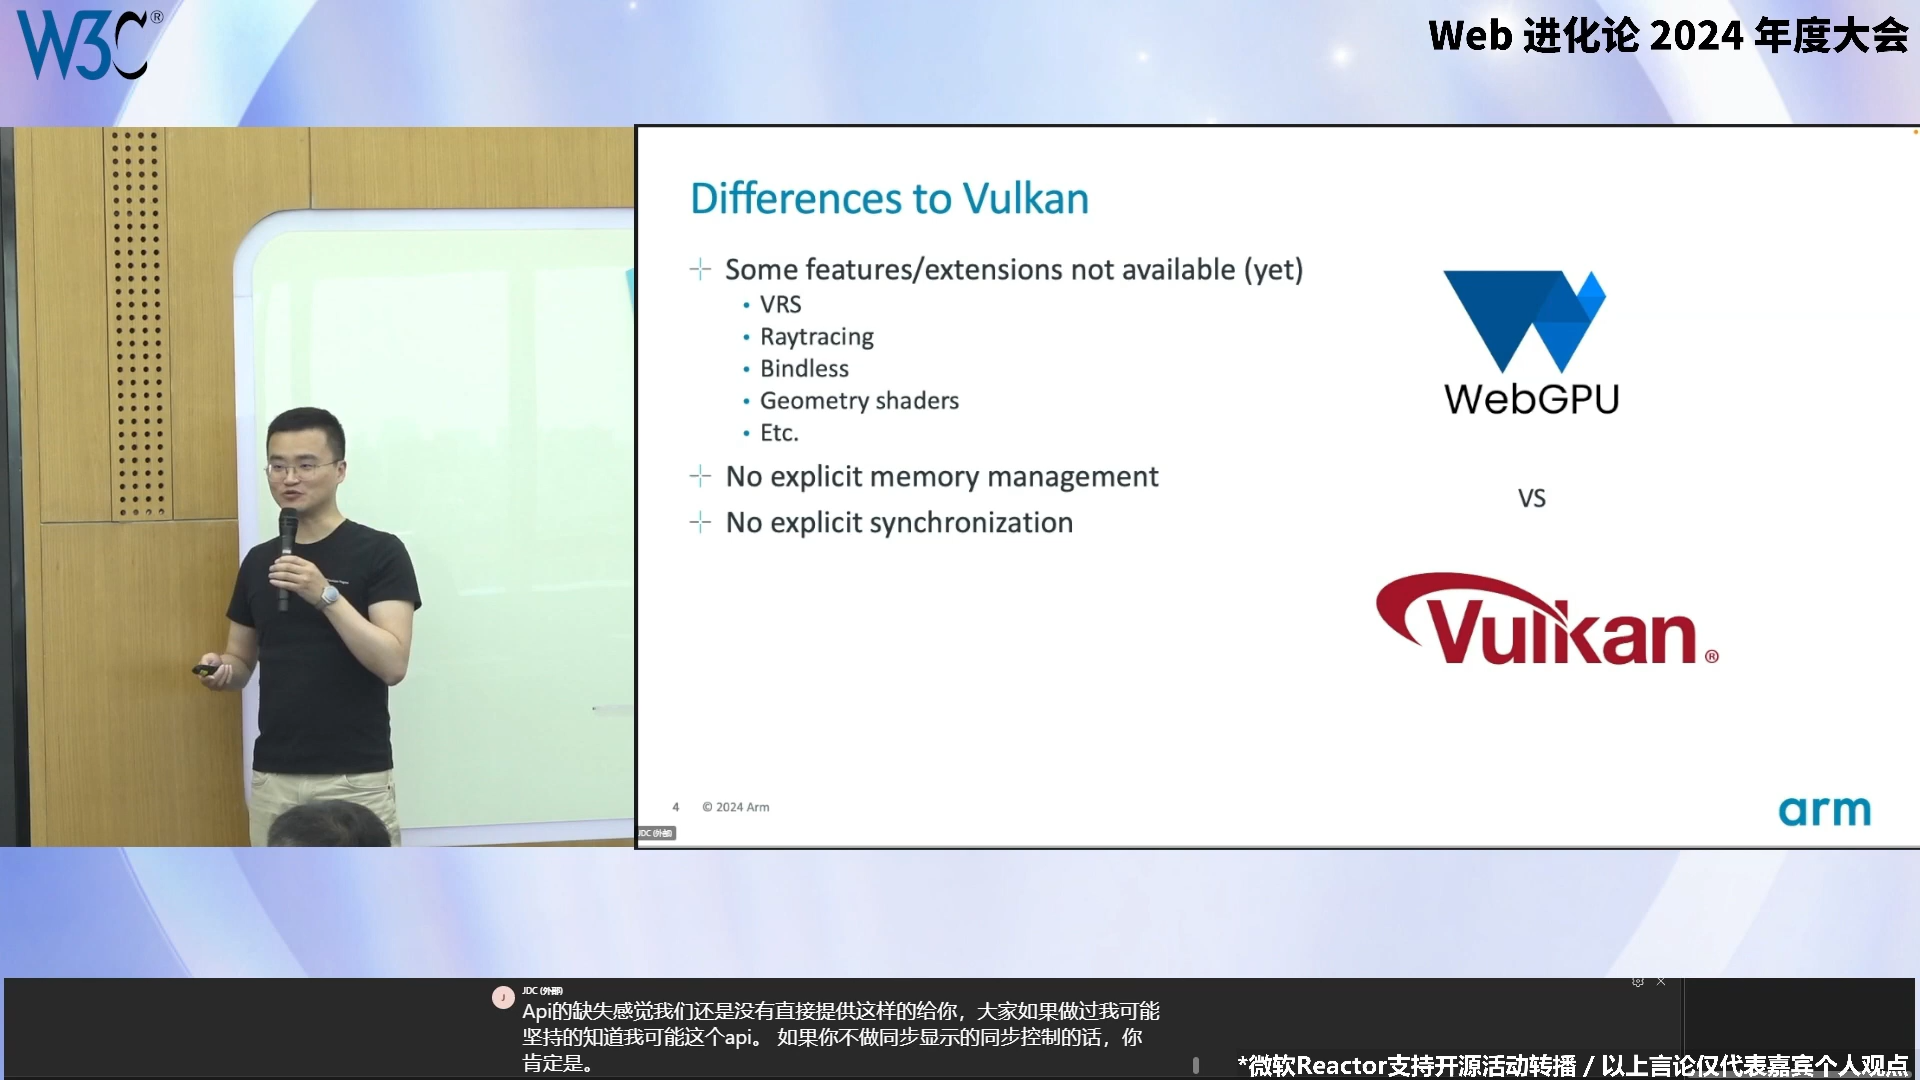 W3C®
Web 进化论 2024 年度大会
Differences to Vulkan
Some features/extensions not available (yet)
• VRS
• Raytracing
• Bindless
• Geometry shaders
• Etc.
No explicit memory management
No explicit synchronization
WebGPU
VS
Vulkan®
4 © 2024 Arm
arm
JDC (外部)
J
JDC (外部)
Api的缺失感觉我们还是没有直接提供这样的给你，大家如果做过我可能
坚持的知道我可能这个api。 如果你不做同步显示的同步控制的话，你
肯定是。
*微软Reactor支持开源活动转播 / 以上言论仅代表嘉宾个人观点